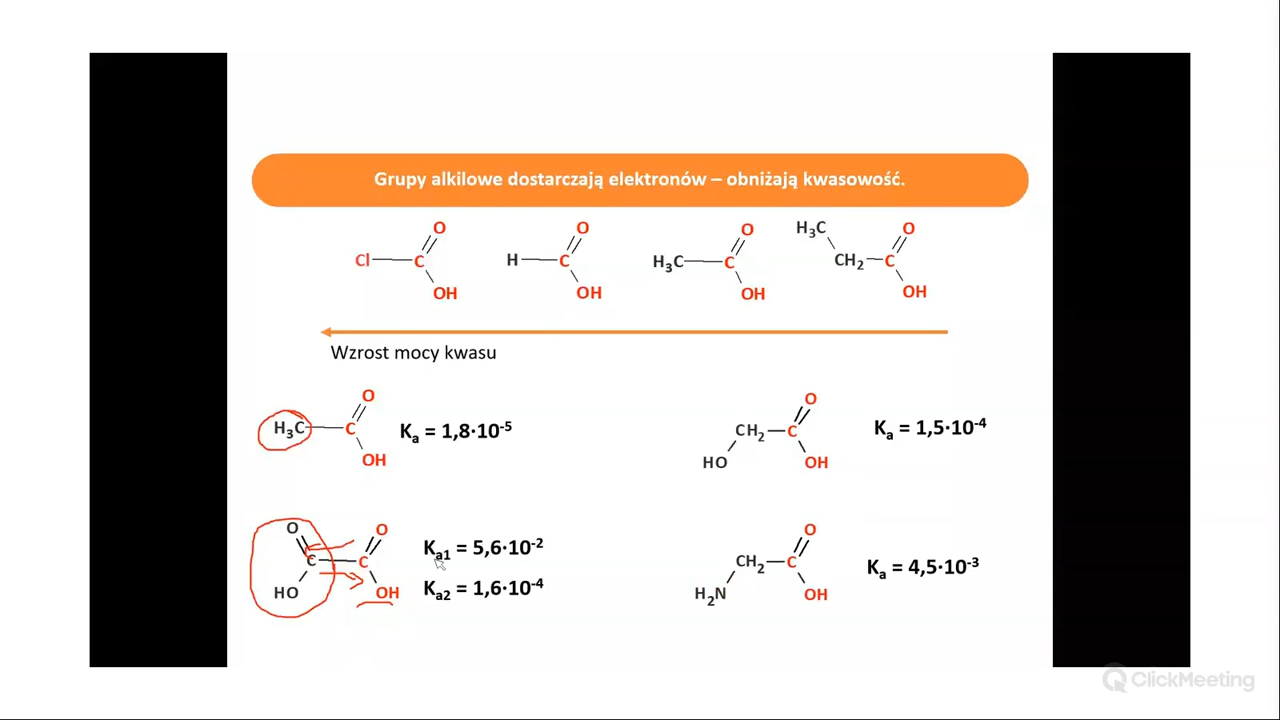 Grupy alkilowe dostarczają elektronów – obniżają kwasowość.
Cl C O OH
H C O OH
H₃C C O OH
H₃C CH₂ C O OH
Wzrost mocy kwasu
H₃C C O OH
Kₐ = 1,8·10⁻⁵
HO CH₂ C O OH
Kₐ = 1,5·10⁻⁴
O C HO C O OH
Kₐ₁ = 5,6·10⁻²
Kₐ₂ = 1,6·10⁻⁴
H₂N CH₂ C O OH
Kₐ = 4,5·10⁻³
ClickMeeting